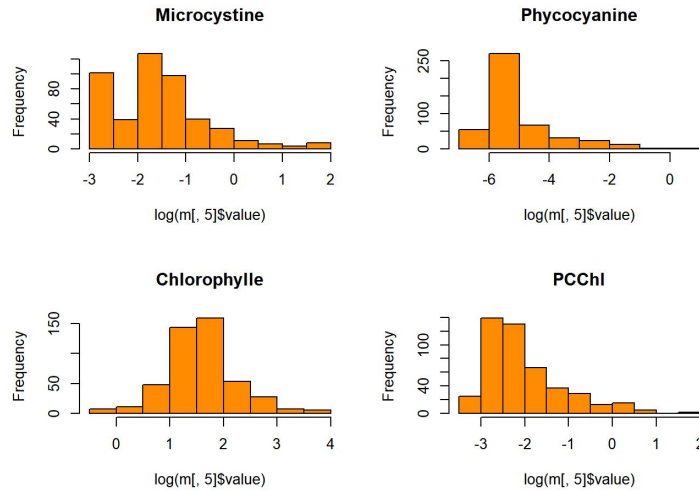 Microcystine
Frequency
0
40
80
-3 -2 -1 0 1 2
log(m[, 5]$value)
Phycocyanine
Frequency
0
100
250
-6 -4 -2 0
log(m[, 5]$value)
Chlorophylle
Frequency
0
50
150
0 1 2 3 4
log(m[, 5]$value)
PCChl
Frequency
0
40
100
-3 -2 -1 0 1 2
log(m[, 5]$value)